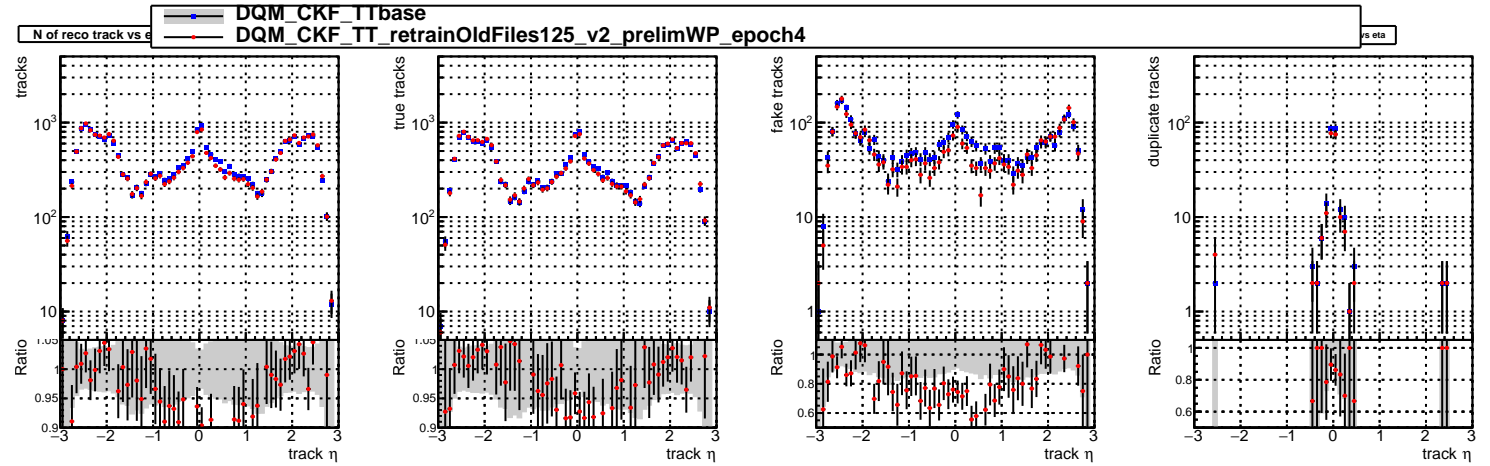 DQM_CKF_TTbase
DQM_CKF_TT_retrainOldFiles125_v2_prelimWP_epoch4
N of reco track vs e
vs eta
tracks
10³
10²
10
Ratio
1.05
1
0.95
0.9
−3 −2 −1 0 1 2 3
track η
true tracks
10³
10²
10
Ratio
1.05
1
0.95
0.9
−3 −2 −1 0 1 2 3
track η
fake tracks
10²
10
1
Ratio
1
0.8
0.6
−3 −2 −1 0 1 2 3
track η
duplicate tracks
10²
10
1
Ratio
1
0.8
0.6
−3 −2 −1 0 1 2 3
track η